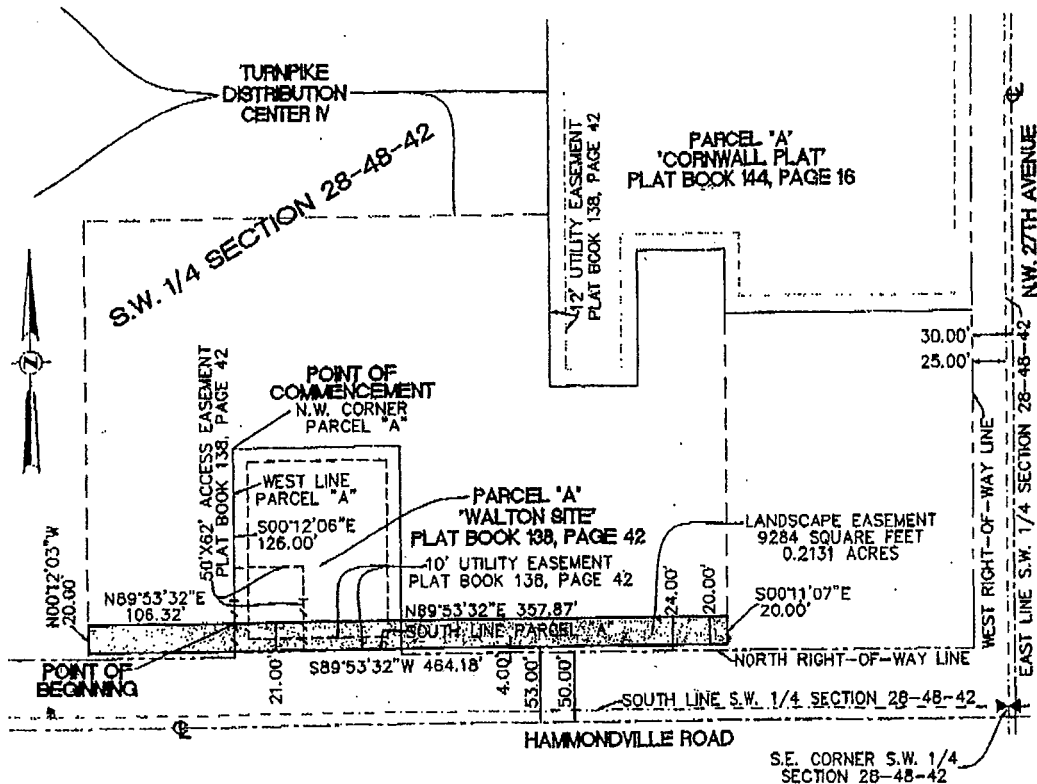 TURNPIKE
DISTRIBUTION
CENTER IV
S.W. 1/4 SECTION 28-48-42
12' UTILITY EASEMENT
PLAT BOOK 138, PAGE 42
PARCEL "A"
"CORNWALL PLAT"
PLAT BOOK 144, PAGE 16
N.W. 27TH AVENUE
30.00'
25.00'
WEST RIGHT-OF-WAY LINE
EAST LINE S.W. 1/4 SECTION 28-48-42
N
POINT OF
COMMENCEMENT
N.W. CORNER
PARCEL "A"
50'X62' ACCESS EASEMENT
PLAT BOOK 138, PAGE 42
WEST LINE
PARCEL "A"
S00°12'06"E
126.00'
PARCEL "A"
"WALTON SITE"
PLAT BOOK 138, PAGE 42
10' UTILITY EASEMENT
PLAT BOOK 138, PAGE 42
LANDSCAPE EASEMENT
9284 SQUARE FEET
0.2131 ACRES
N00°12'03"W
20.00'
N89°53'32"E
106.32'
N89°53'32"E 357.87'
24.00'
20.00'
S00°11'07"E
20.00'
SOUTH LINE PARCEL "A"
POINT OF
BEGINNING
21.00'
S89°53'32"W 464.18'
4.00'
53.00'
50.00'
NORTH RIGHT-OF-WAY LINE
SOUTH LINE S.W. 1/4 SECTION 28-48-42
HAMMONDVILLE ROAD
S.E. CORNER S.W. 1/4
SECTION 28-48-42